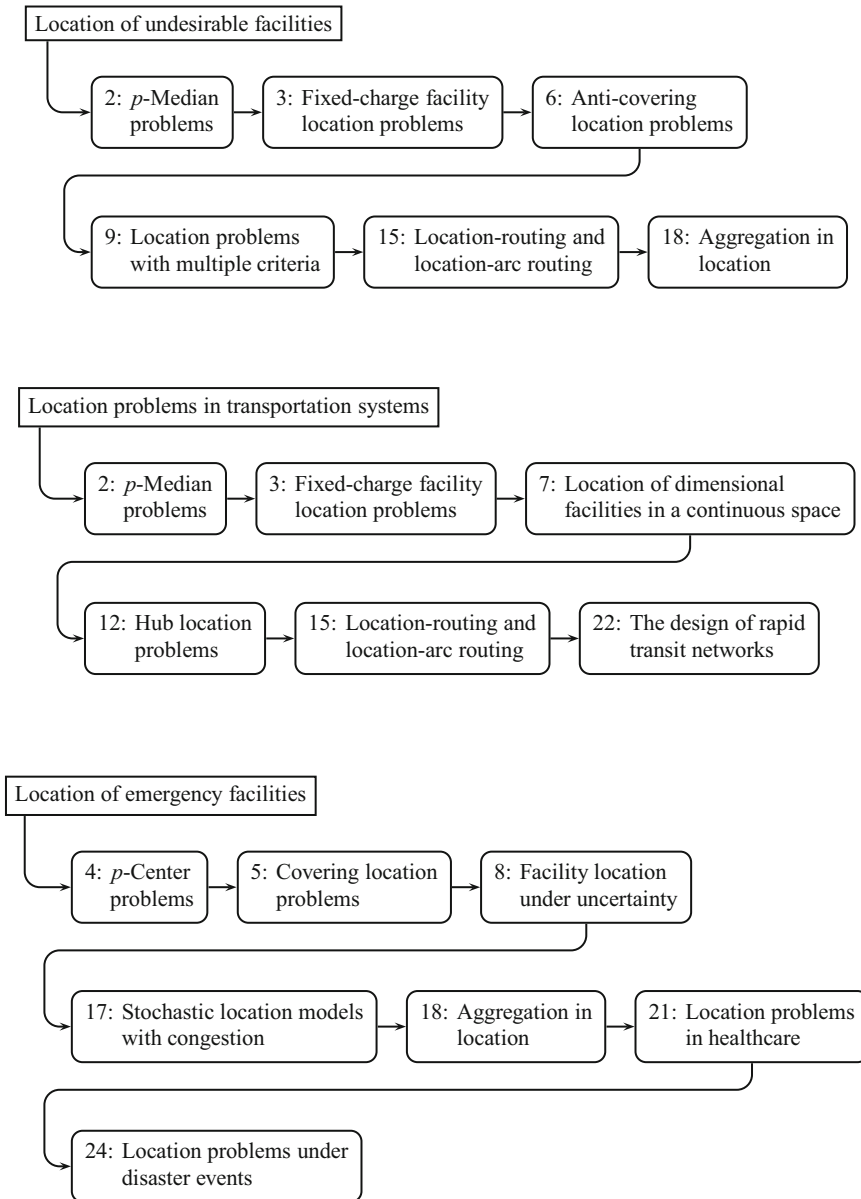 Location of undesirable facilities
2: p-Median
problems
3: Fixed-charge facility
location problems
6: Anti-covering
location problems
9: Location problems
with multiple criteria
15: Location-routing and
location-arc routing
18: Aggregation in
location
Location problems in transportation systems
2: p-Median
problems
3: Fixed-charge facility
location problems
7: Location of dimensional
facilities in a continuous space
12: Hub location
problems
15: Location-routing and
location-arc routing
22: The design of rapid
transit networks
Location of emergency facilities
4: p-Center
problems
5: Covering location
problems
8: Facility location
under uncertainty
17: Stochastic location models
with congestion
18: Aggregation in
location
21: Location problems
in healthcare
24: Location problems under
disaster events